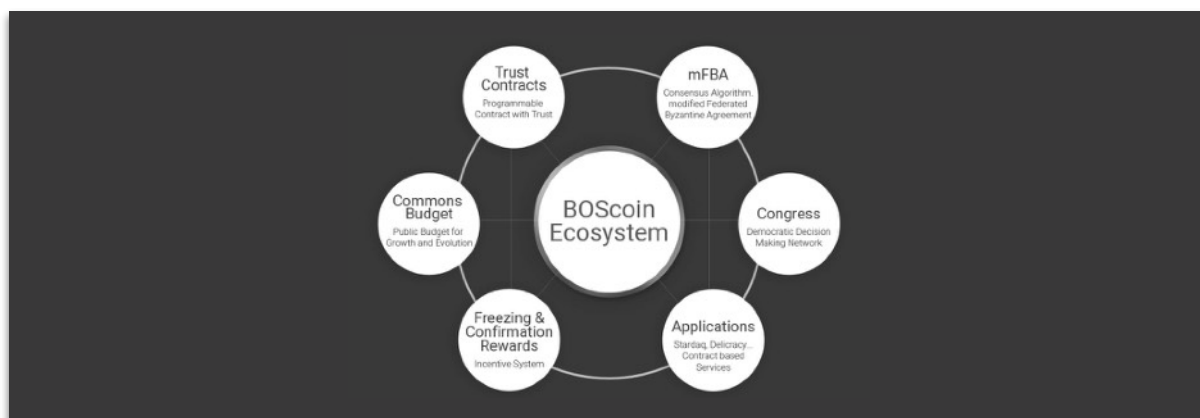 Trust
Contracts
Programmable
Contract with Trust
mFBA
Consensus Algorithm.
modified Federated
Byzantine Agreement
Commons
Budget
Public Budget for
Growth and Evolution
BOScoin
Ecosystem
Congress
Democratic Decision
Making Network
Freezing &
Confirmation
Rewards
Incentive System
Applications
Stardaq, Delicracy...
Contract based
Services